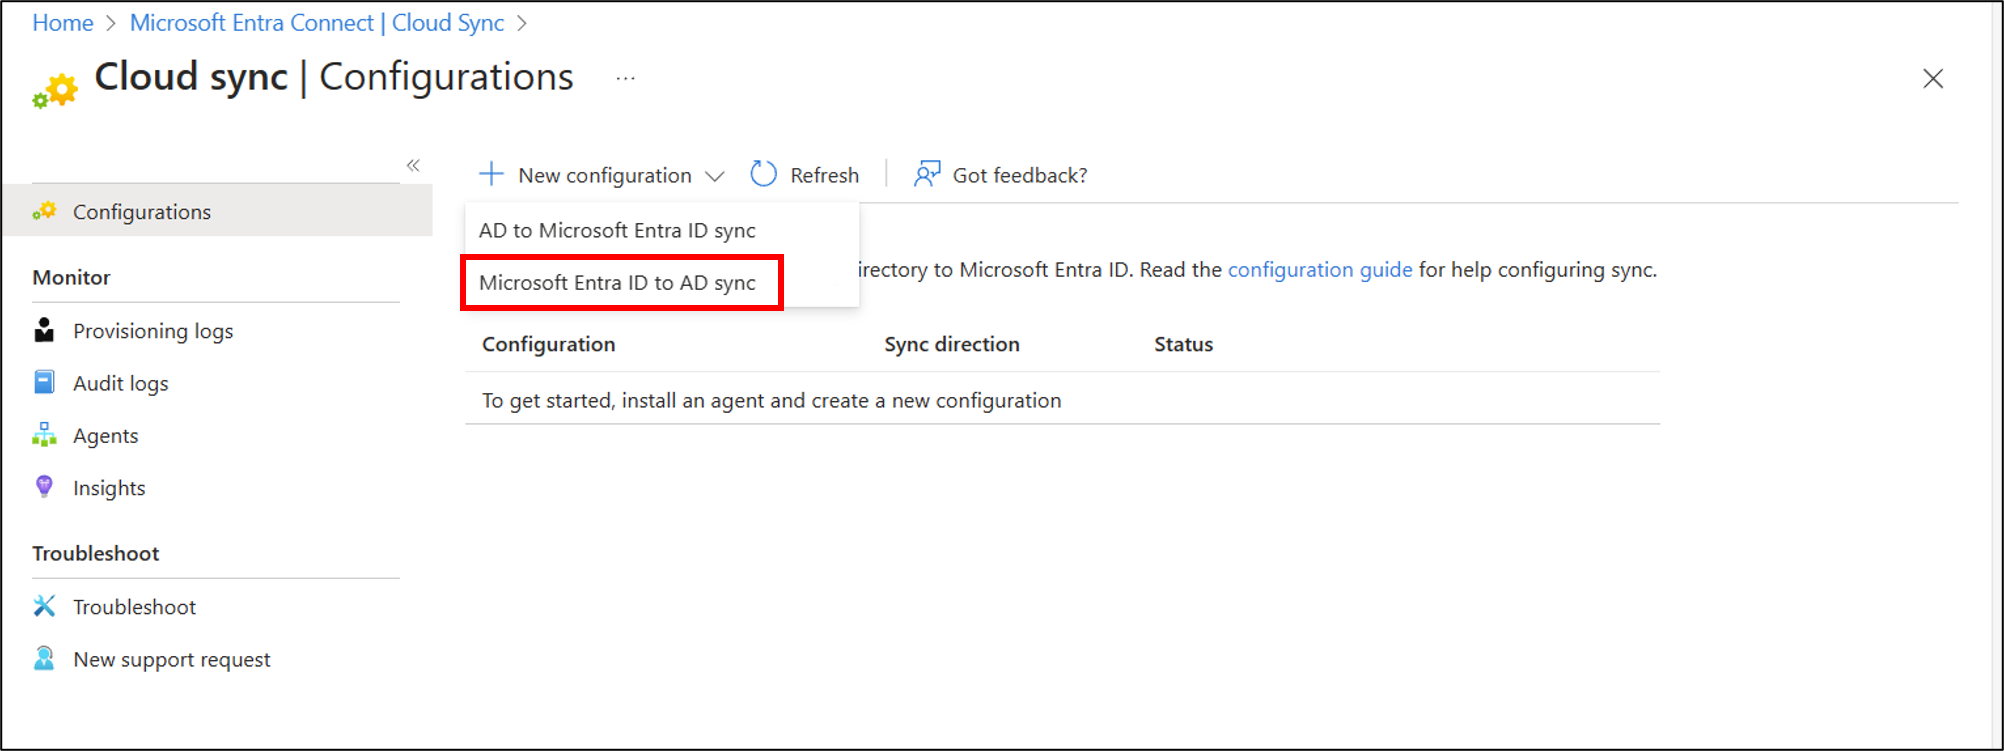 Home > Microsoft Entra Connect | Cloud Sync >
Cloud sync | Configurations ...
«
+ New configuration Refresh | Got feedback?
Configurations
AD to Microsoft Entra ID sync
Microsoft Entra ID to AD sync
irectory to Microsoft Entra ID. Read the configuration guide for help configuring sync.
Monitor
Provisioning logs
Audit logs
Agents
Insights
Troubleshoot
Troubleshoot
New support request
Configuration Sync direction Status
To get started, install an agent and create a new configuration